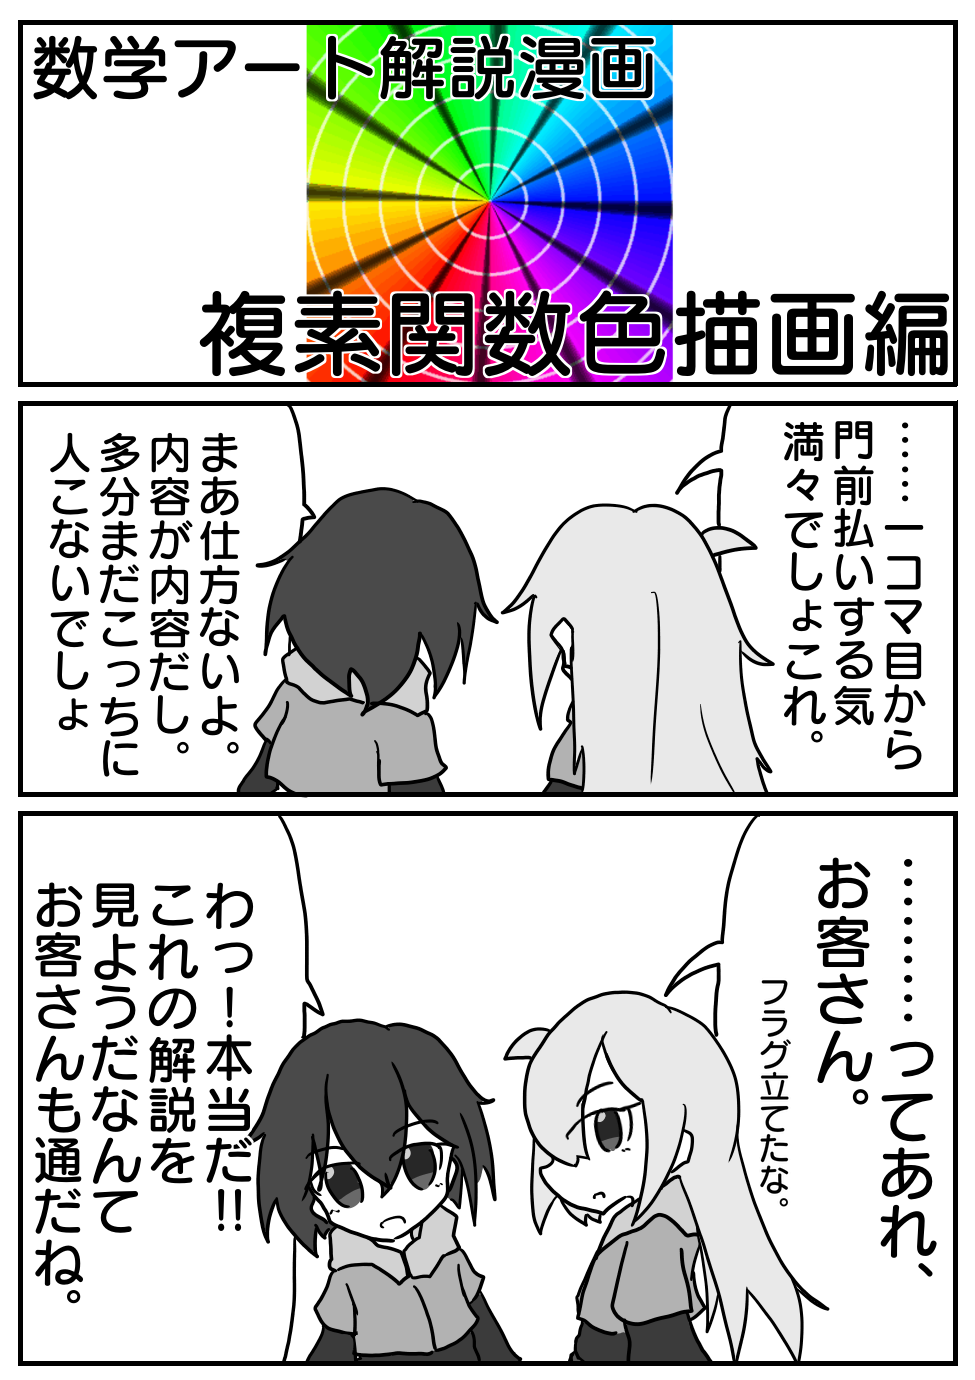 数学アート解説漫画
複素関数色描画編
……一コマ目から
門前払いする気
満々でしょこれ。
まあ仕方ないよ。
内容が内容だし。
多分まだこっちに
人こないでしょ
………ってあれ、
お客さん。
フラグ立てたな。
わっ！本当だ!!
これの解説を
見ようだなんて
お客さんも通だね。